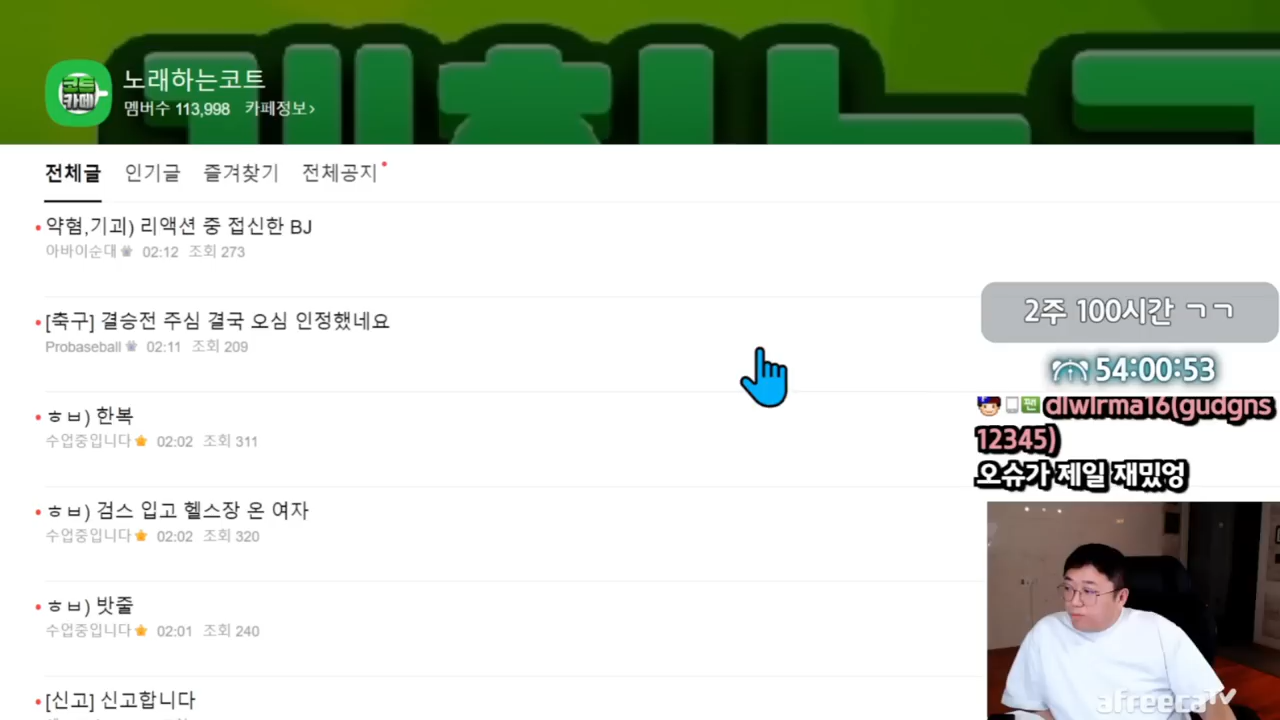 코트
카페
노래하는코트
멤버수 113,998 카페정보 ›
전체글 인기글 즐겨찾기 전체공지
약혐,기괴) 리액션 중 접신한 BJ
아바이순대 02:12 조회 273
[축구] 결승전 주심 결국 오심 인정했네요
Probaseball 02:11 조회 209
ㅎㅂ) 한복
수업중입니다 02:02 조회 311
ㅎㅂ) 검스 입고 헬스장 온 여자
수업중입니다 02:02 조회 320
ㅎㅂ) 밧줄
수업중입니다 02:01 조회 240
[신고] 신고합니다
2주 100시간 ㄱㄱ
54:00:53
팬 dlwlrma16(gudgns
12345)
오슈가 제일 재밌엉
afreecaTV